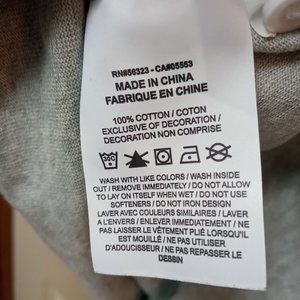 RN#56323 - CA#05553
MADE IN CHINA
FABRIQUE EN CHINE
100% COTTON / COTON
EXCLUSIVE OF DECORATION /
DECORATION NON COMPRISE
30C
WASH WITH LIKE COLORS / WASH INSIDE
OUT / REMOVE IMMEDIATELY / DO NOT ALLOW
TO LAY ON ITSELF WHEN WET / DO NOT USE
SOFTENERS / DO NOT IRON DESIGN
LAVER AVEC COULEURS SIMILAIRES / LAVER
A L'ENVERS / ENLEVER IMMEDIATEMENT / NE
PAS LAISSER LE VÊTEMENT PLIÉ LORSQU'IL
EST MOUILLÉ / NE PAS UTILISER
D'ADOUCISSEUR / NE PAS REPASSER LE
DESSIN